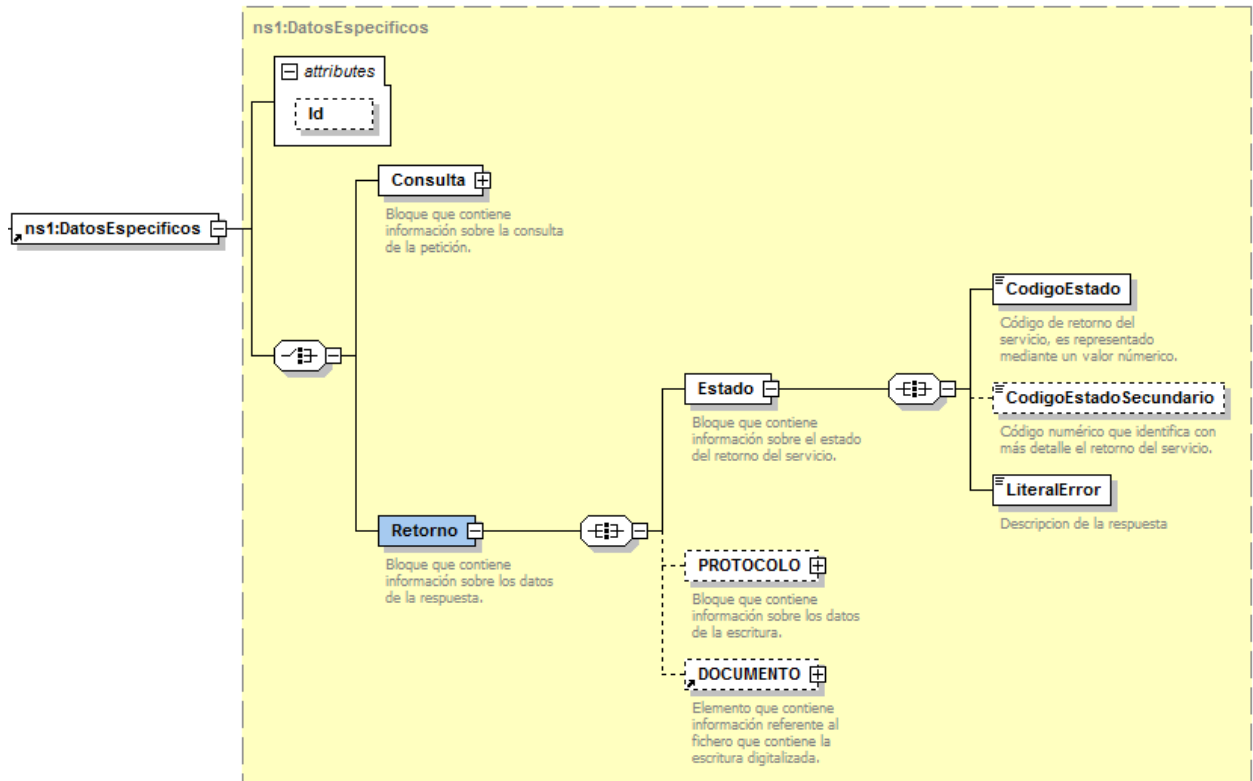 ns1:DatosEspecificos
attributes
Id
Consulta
Bloque que contiene
información sobre la consulta
de la petición.
ns1:DatosEspecificos
CodigoEstado
Código de retorno del
servicio, es representado
mediante un valor númerico.
Estado
Bloque que contiene
información sobre el estado
del retorno del servicio.
CodigoEstadoSecundario
Código numérico que identifica con
más detalle el retorno del servicio.
LiteralError
Descripcion de la respuesta
Retorno
Bloque que contiene
información sobre los datos
de la respuesta.
PROTOCOLO
Bloque que contiene
información sobre los datos
de la escritura.
DOCUMENTO
Elemento que contiene
información referente al
fichero que contiene la
escritura digitalizada.